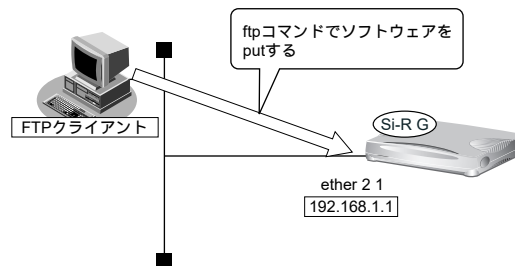 ftpコマンドでソフトウェアを
putする
FTPクライアント
Si-R G
ether 2 1
192.168.1.1